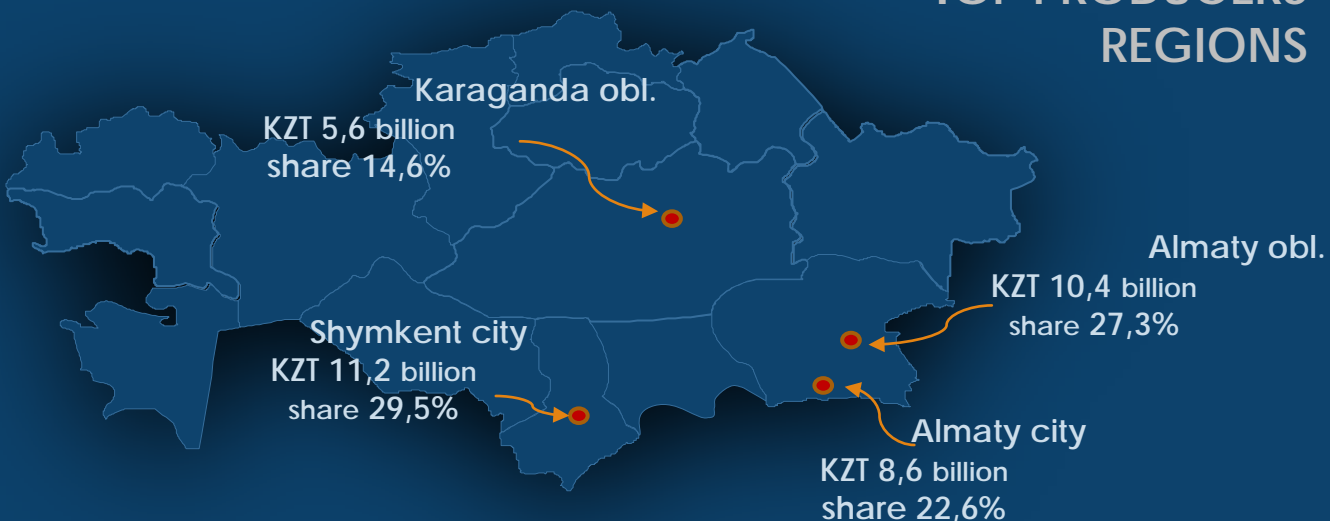 REGIONS
Karaganda obl.
KZT 5,6 billion
share 14,6%
Almaty obl.
KZT 10,4 billion
share 27,3%
Shymkent city
KZT 11,2 billion
share 29,5%
Almaty city
KZT 8,6 billion
share 22,6%